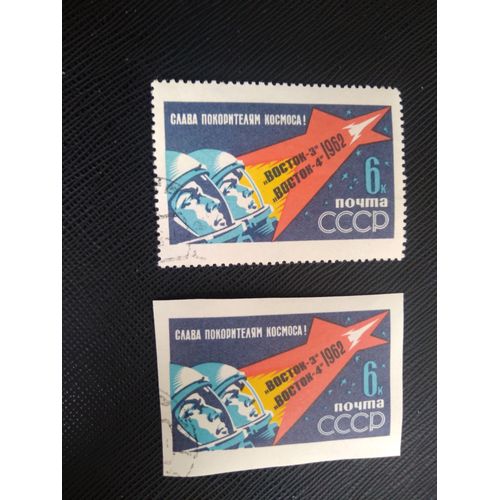 СЛАВА ПОКОРИТЕЛЯМ КОСМОСА!
„ВОСТОК-3"
„ВОСТОК-4" 1962
6к
почта
СССР
СЛАВА ПОКОРИТЕЛЯМ КОСМОСА!
„ВОСТОК-3"
„ВОСТОК-4" 1962
6к
почта
СССР